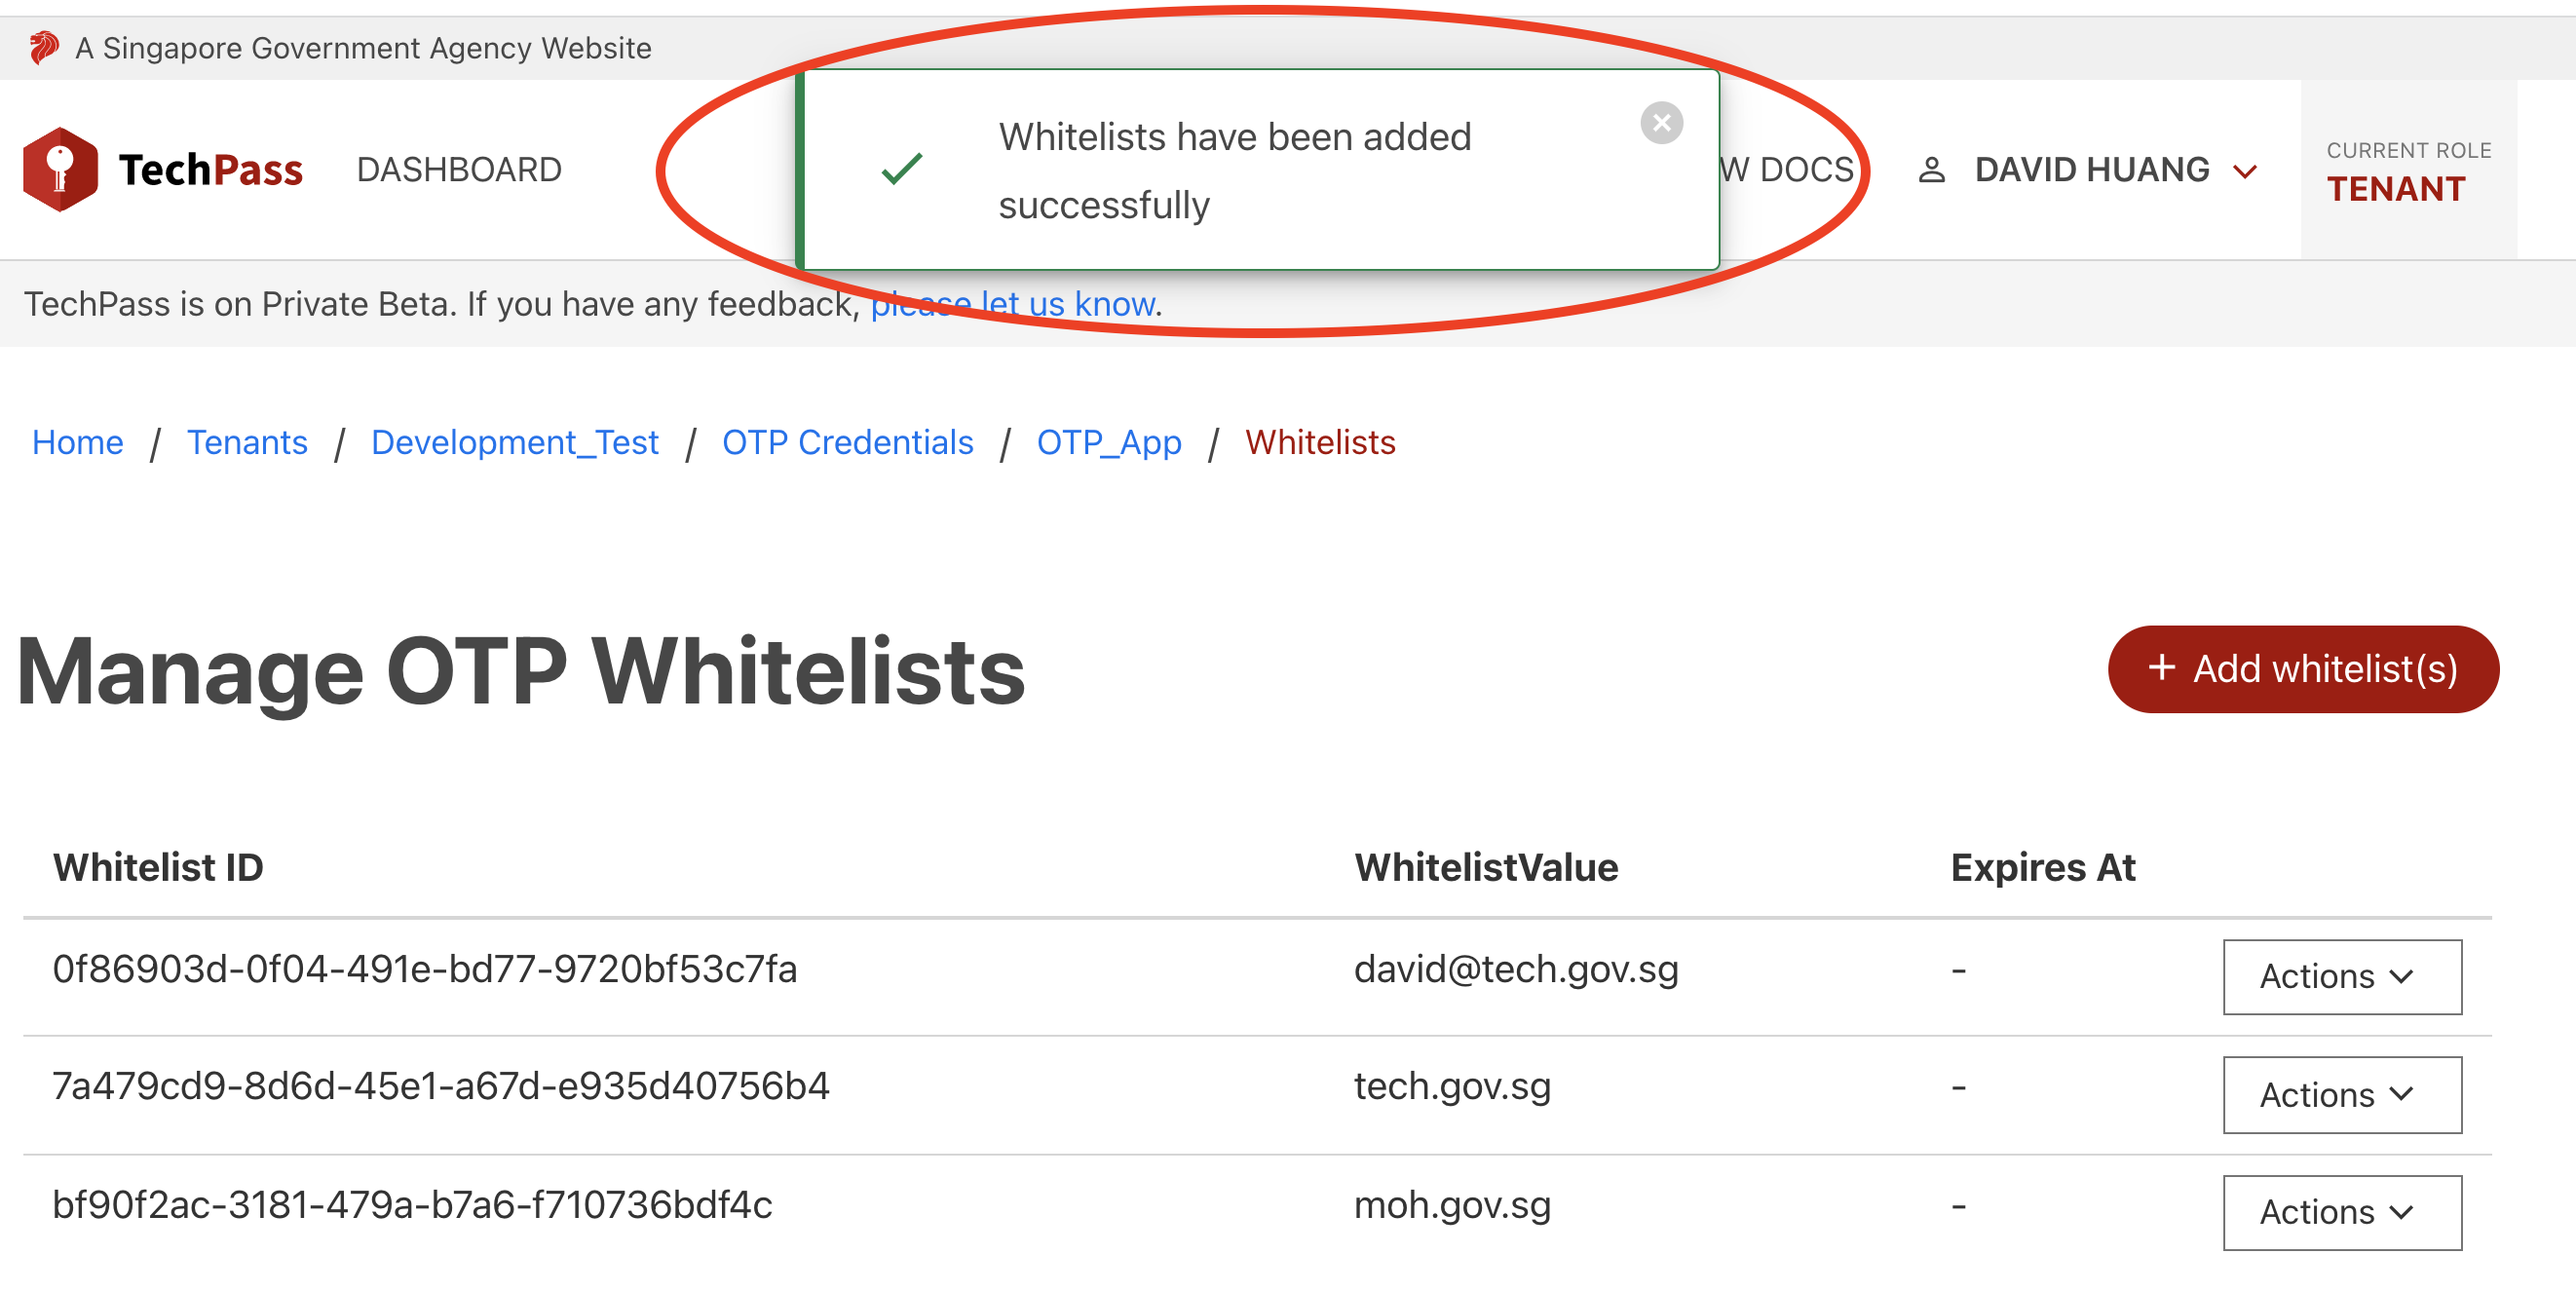 A Singapore Government Agency Website
Whitelists have been added
successfully
TechPass DASHBOARD W DOCS DAVID HUANG
CURRENT ROLE
TENANT
TechPass is on Private Beta. If you have any feedback, please let us know.
Home / Tenants / Development_Test / OTP Credentials / OTP_App / Whitelists
Manage OTP Whitelists
+ Add whitelist(s)
Whitelist ID WhitelistValue Expires At
0f86903d-0f04-491e-bd77-9720bf53c7fa david@tech.gov.sg - Actions
7a479cd9-8d6d-45e1-a67d-e935d40756b4 tech.gov.sg - Actions
bf90f2ac-3181-479a-b7a6-f710736bdf4c moh.gov.sg - Actions